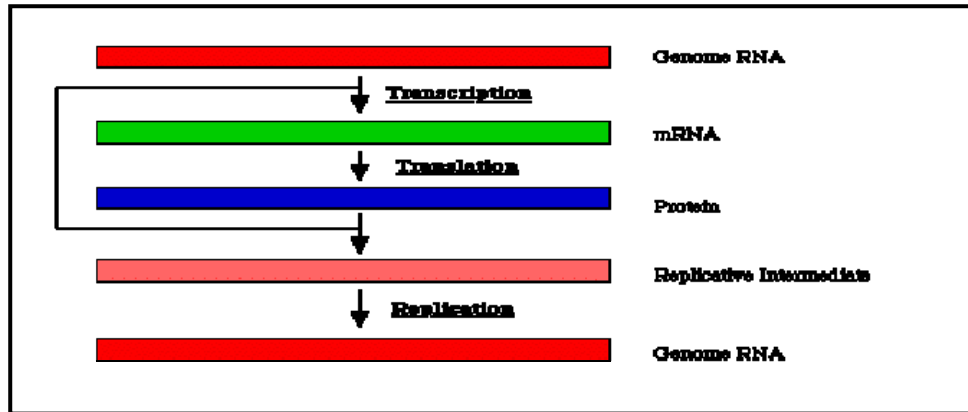 Genome RNA
Transcription
mRNA
Translation
Protein
Replicative Intermediate
Replication
Genome RNA